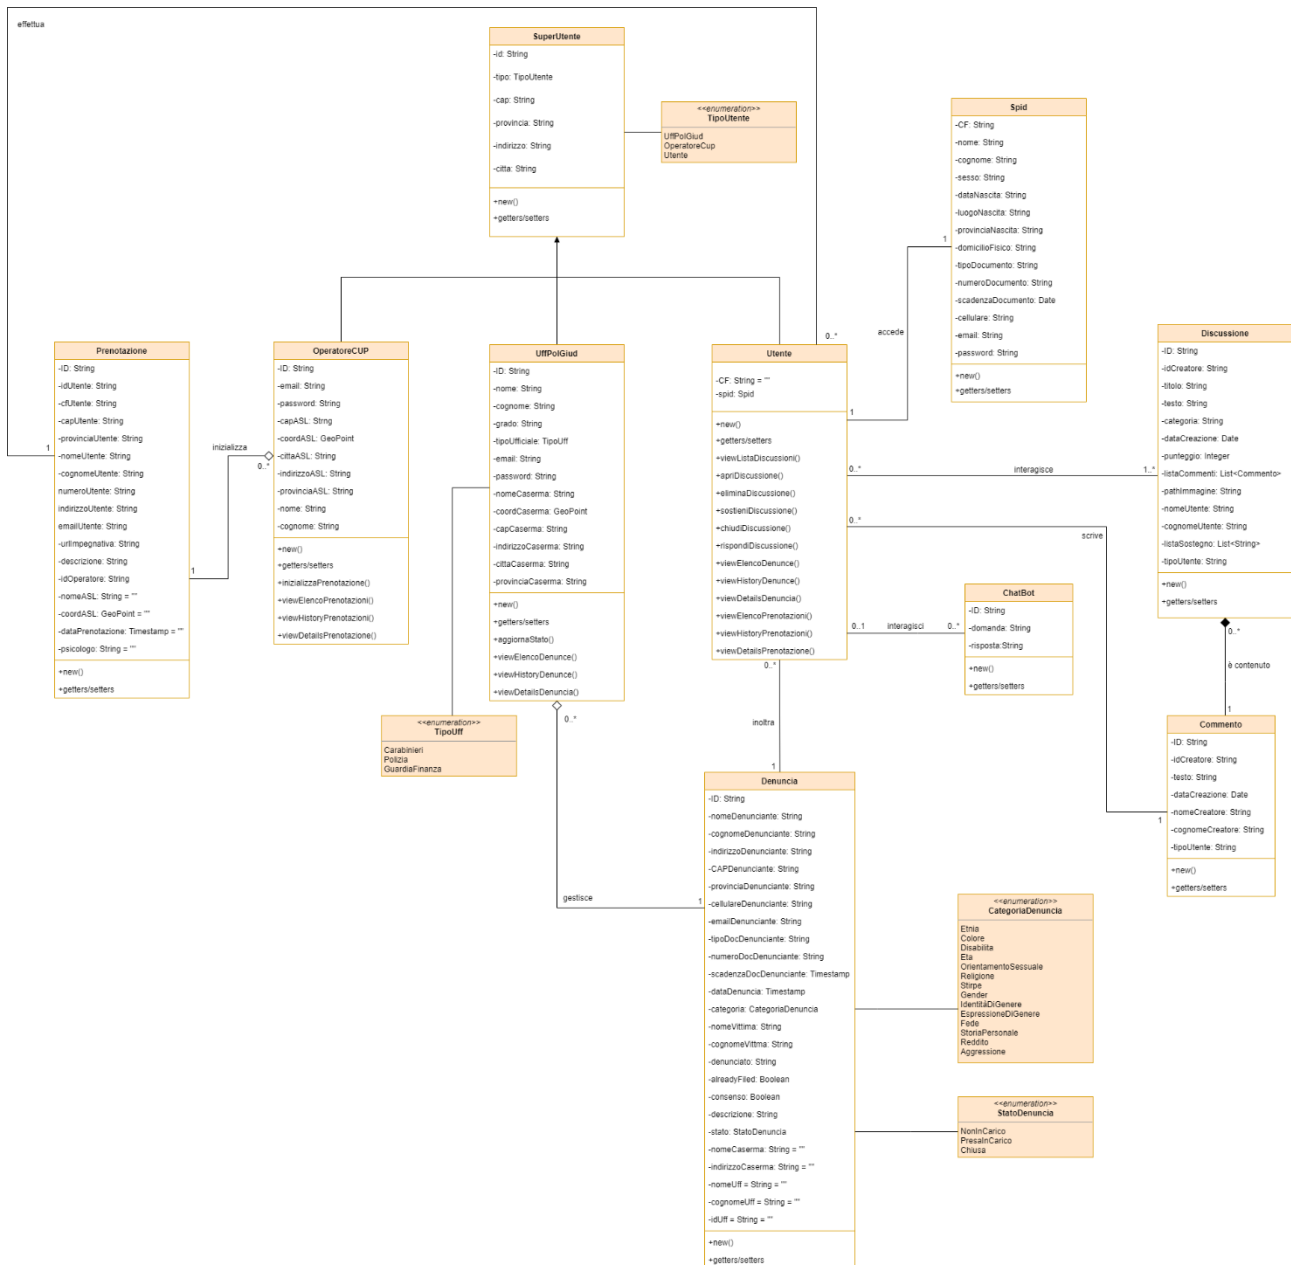 effettua
SuperUtente
-id: String
-tipo: TipoUtente
-cap: String
-provincia: String
-indirizzo: String
-citta: String
+new()
+getters/setters
<<enumeration>>
TipoUtente
UffPolGiud
OperatoreCup
Utente
Spid
-CF: String
-nome: String
-cognome: String
-sesso: String
-dataNascita: String
-luogoNascita: String
-provinciaNascita: String
-domicilioFisico: String
-tipoDocumento: String
-numeroDocumento: String
-scadenzaDocumento: Date
-cellulare: String
-email: String
-password: String
+new()
+getters/setters
1
accede
1
0..*
Prenotazione
-ID: String
-idUtente: String
-cfUtente: String
-capUtente: String
-provinciaUtente: String
-nomeUtente: String
-cognomeUtente: String
numeroUtente: String
indirizzoUtente: String
emailUtente: String
-urlImpegnativa: String
-descrizione: String
-idOperatore: String
-nomeASL: String = ""
-coordASL: GeoPoint = ""
-dataPrenotazione: Timestamp = ""
-psicologo: String = ""
+new()
+getters/setters
1
inizializza
0..*
1
OperatoreCUP
-ID: String
-email: String
-password: String
-capASL: String
-coordASL: GeoPoint
-cittaASL: String
-indirizzoASL: String
-provinciaASL: String
-nome: String
-cognome: String
+new()
+getters/setters
+inizializzaPrenotazione()
+viewElencoPrenotazioni()
+viewHistoryPrenotazioni()
+viewDetailsPrenotazione()
UffPolGiud
-ID: String
-nome: String
-cognome: String
-grado: String
-tipoUfficiale: TipoUff
-email: String
-password: String
-nomeCaserma: String
-coordCaserma: GeoPoint
-capCaserma: String
-indirizzoCaserma: String
-cittaCaserma: String
-provinciaCaserma: String
+new()
+getters/setters
+aggiornaStato()
+viewElencoDenunce()
+viewHistoryDenunce()
+viewDetailsDenuncia()
0..*
Utente
-CF: String = ""
-spid: Spid
+new()
+getters/setters
+viewListaDiscussioni()
+apriDiscussione()
+eliminaDiscussione()
+sostieniDiscussione()
+chiudiDiscussione()
+rispondiDiscussione()
+viewElencoDenunce()
+viewHistoryDenunce()
+viewDetailsDenuncia()
+viewElencoPrenotazioni()
+viewHistoryPrenotazioni()
+viewDetailsPrenotazione()
0..*
interagisce
1..*
0..*
scrive
0..1
interagisci
0..*
0..*
inoltra
1
Discussione
-ID: String
-idCreatore: String
-titolo: String
-testo: String
-categoria: String
-dataCreazione: Date
-punteggio: Integer
-listaCommenti: List<Commento>
-pathImmagine: String
-nomeUtente: String
-cognomeUtente: String
-listaSostegno: List<String>
-tipoUtente: String
+new()
+getters/setters
0..*
è contenuto
1
ChatBot
-ID: String
-domanda: String
-risposta:String
+new()
+getters/setters
<<enumeration>>
TipoUff
Carabinieri
Polizia
GuardiaFinanza
Commento
-ID: String
-idCreatore: String
-testo: String
-dataCreazione: Date
-nomeCreatore: String
-cognomeCreatore: String
-tipoUtente: String
+new()
+getters/setters
1
gestisce
1
Denuncia
-ID: String
-nomeDenunciante: String
-cognomeDenunciante: String
-indirizzoDenunciante: String
-CAPDenunciante: String
-provinciaDenunciante: String
-cellulareDenunciante: String
-emailDenunciante: String
-tipoDocDenunciante: String
-numeroDocDenunciante: String
-scadenzaDocDenunciante: Timestamp
-dataDenuncia: Timestamp
-categoria: CategoriaDenuncia
-nomeVittima: String
-cognomeVittma: String
-denunciato: String
-alreadyFiled: Boolean
-consenso: Boolean
-descrizione: String
-stato: StatoDenuncia
-nomeCaserma: String = ""
-indirizzoCaserma: String = ""
-nomeUff = String = ""
-cognomeUff = String = ""
-idUff = String = ""
+new()
+getters/setters
<<enumeration>>
CategoriaDenuncia
Etnia
Colore
Disabilita
Eta
OrientamentoSessuale
Religione
Stirpe
Gender
IdentitàDiGenere
EspressioneDiGenere
Fede
StoriaPersonale
Reddito
Aggressione
<<enumeration>>
StatoDenuncia
NonInCarico
PresaInCarico
Chiusa